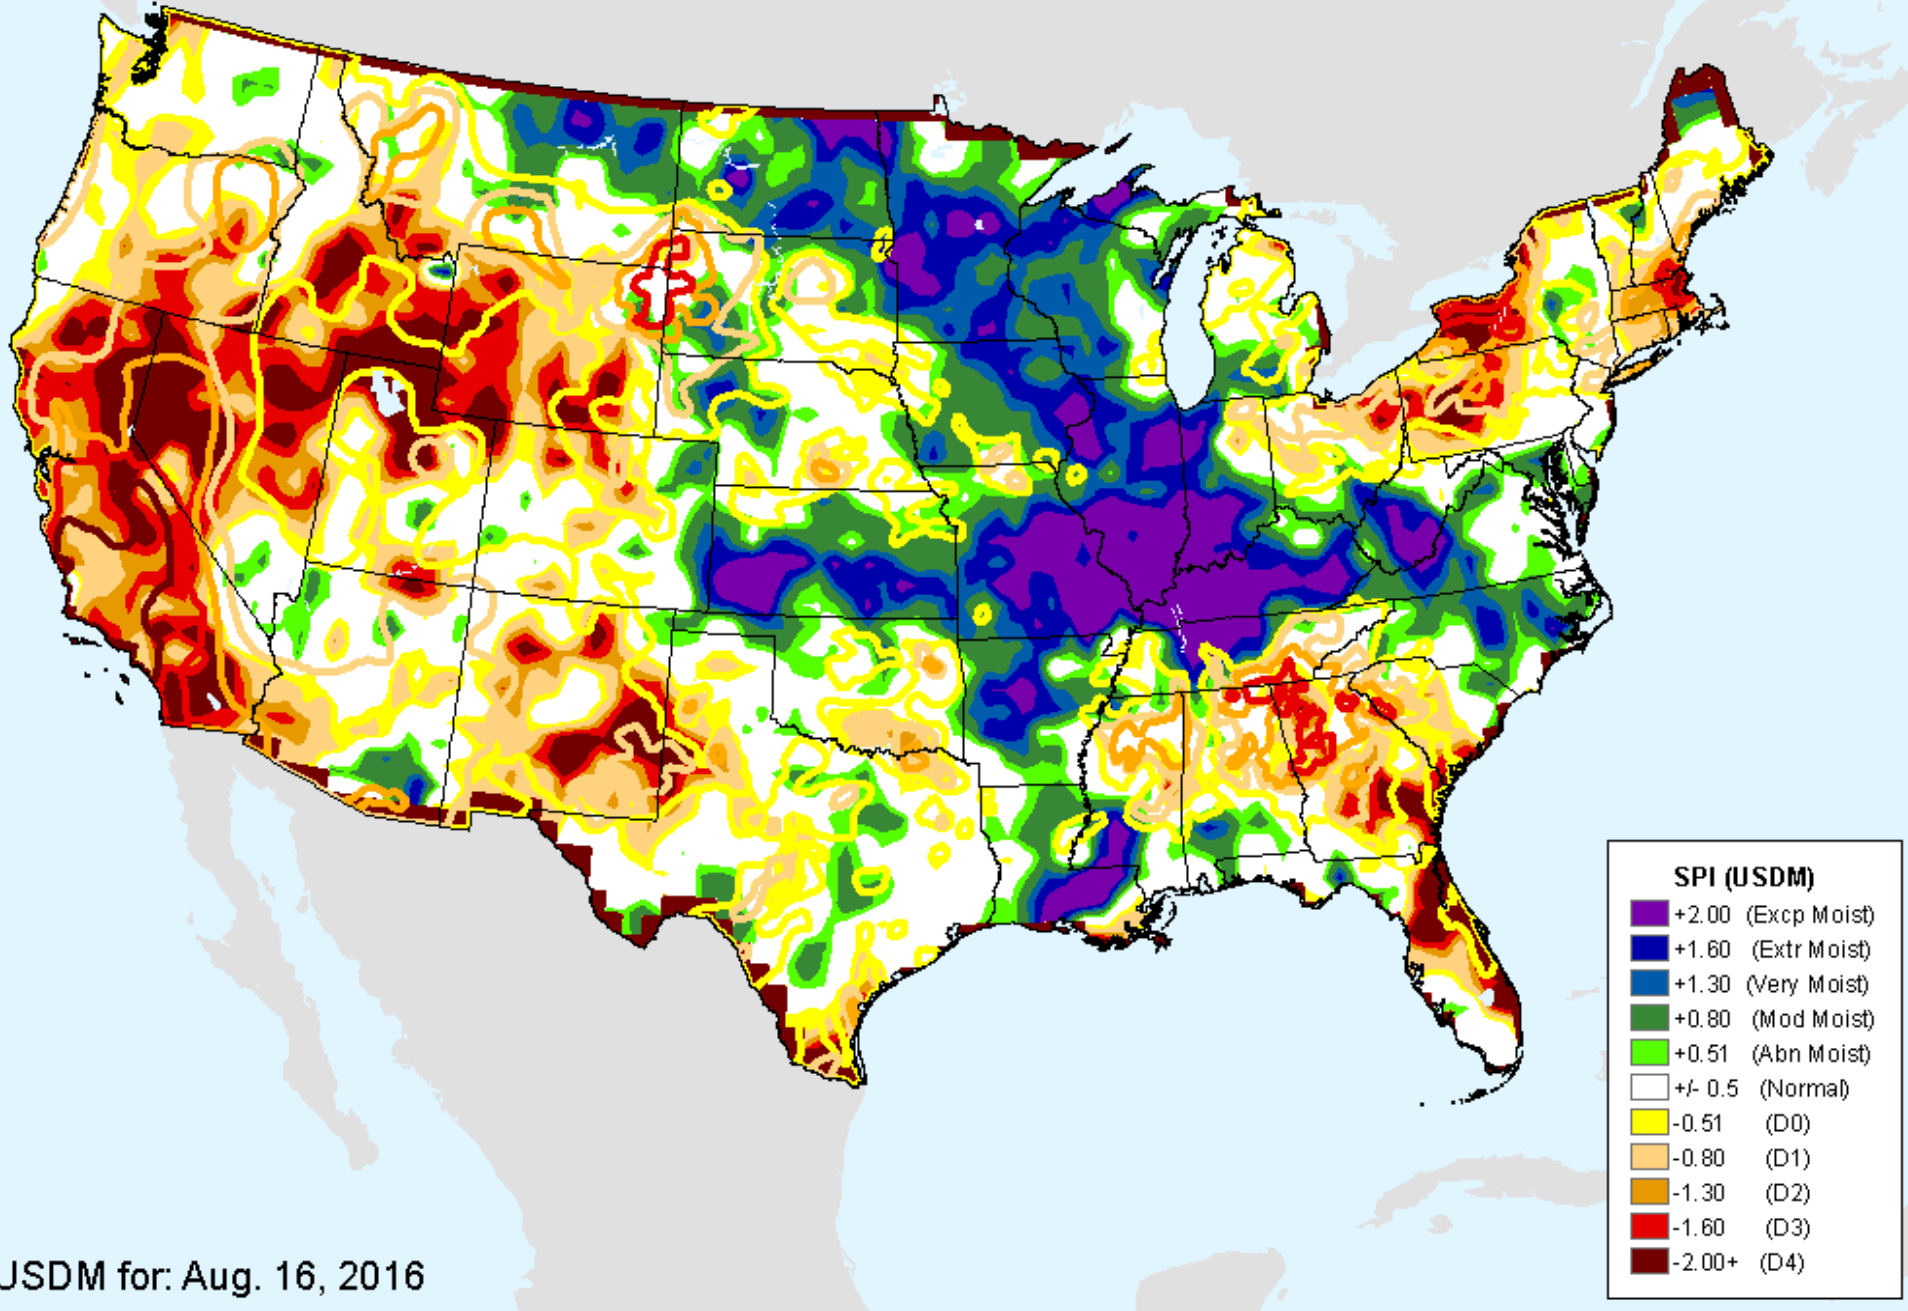 SPI (USDM)
+2.00 (Excp Moist)
+1.60 (Extr Moist)
+1.30 (Very Moist)
+0.80 (Mod Moist)
+0.51 (Abn Moist)
+/- 0.5 (Normal)
-0.51 (D0)
-0.80 (D1)
-1.30 (D2)
-1.60 (D3)
-2.00+ (D4)
USDM for: Aug. 16, 2016